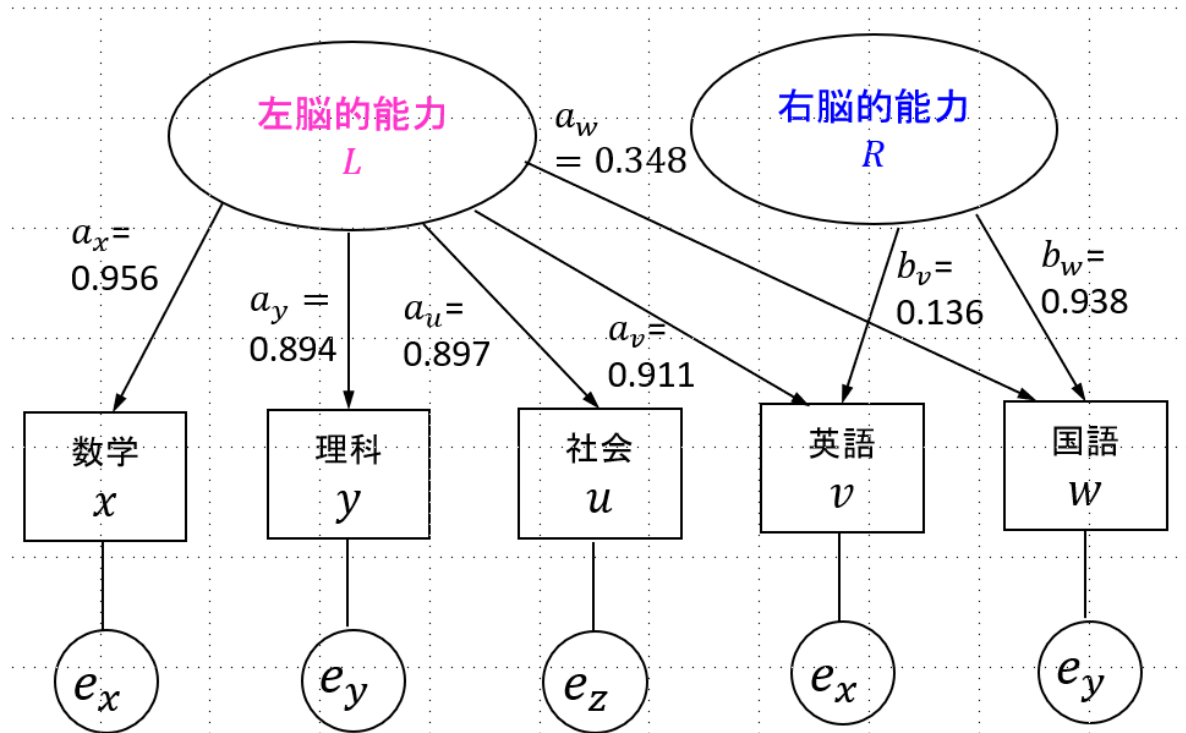 左脳的能力
L
右脳的能力
R
a_w
= 0.348
a_x=
0.956
a_y =
0.894
a_u=
0.897
a_v=
0.911
b_v=
0.136
b_w=
0.938
数学
x
理科
y
社会
u
英語
v
国語
w
e_x
e_y
e_z
e_x
e_y